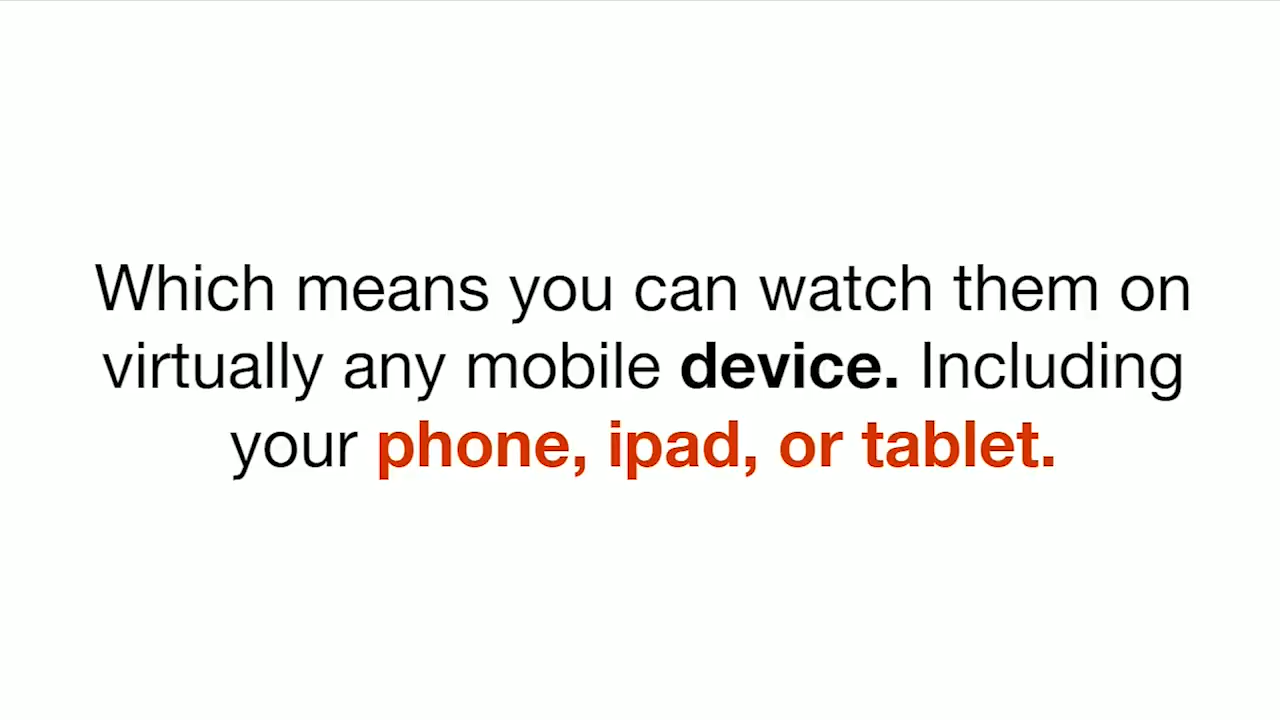 Which means you can watch them on
virtually any mobile device. Including
your phone, ipad, or tablet.